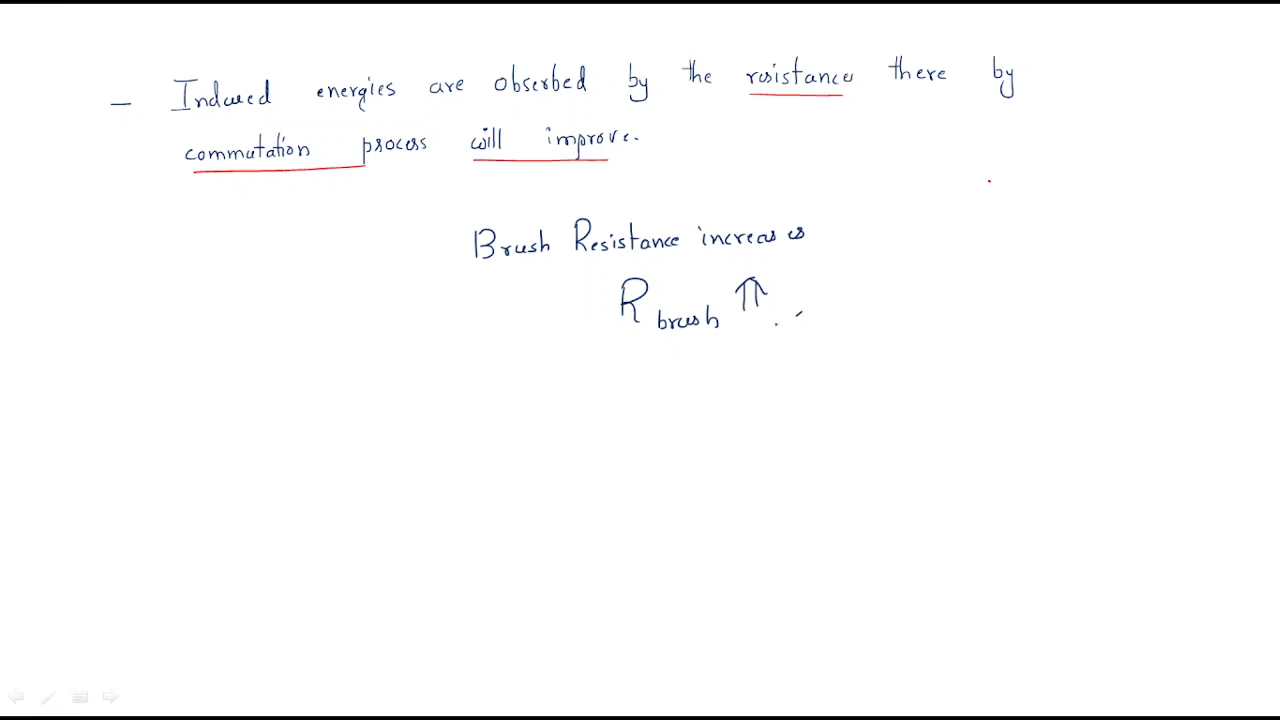 - Induced energies are obserbed by the resistance there by
commutation process will improve.
Brush Resistance increases
R brush ⇑